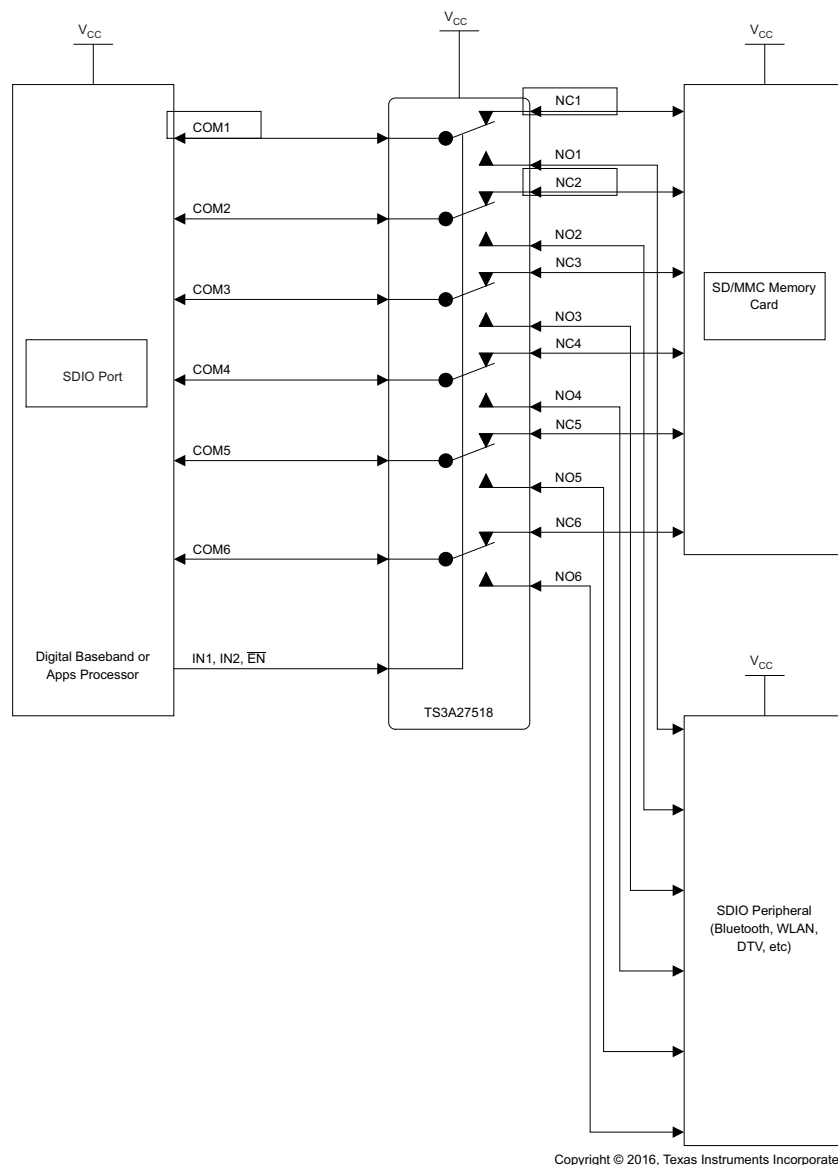 VCC
VCC
VCC
COM1
NC1
NO1
NC2
COM2
NO2
NC3
COM3
SD/MMC Memory
Card
NO3
NC4
SDIO Port
COM4
NO4
NC5
COM5
NO5
NC6
COM6
NO6
Digital Baseband or
Apps Processor
IN1, IN2, E̅N̅
TS3A27518
VCC
SDIO Peripheral
(Bluetooth, WLAN,
DTV, etc)
Copyright © 2016, Texas Instruments Incorporate